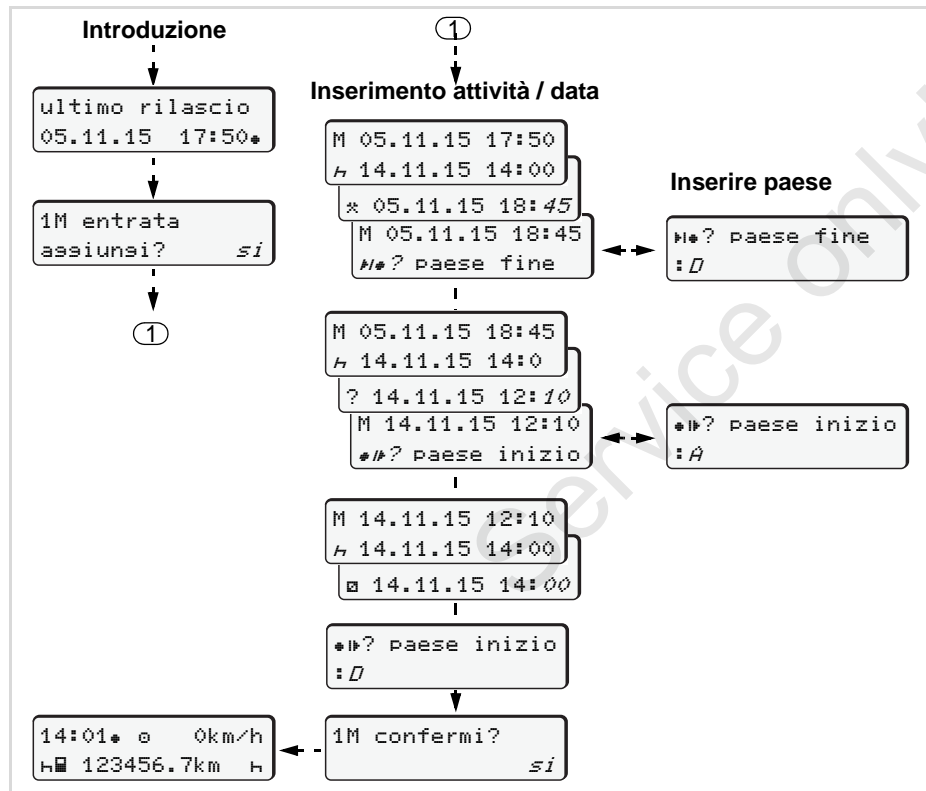 Introduzione
ultimo rilascio
05.11.15 17:50
1M entrata
aggiungi? si
1
1
Inserimento attività / data
M 05.11.15 17:50
14.11.15 14:00
05.11.15 18:45
M 05.11.15 18:45
? paese fine
Inserire paese
? paese fine
:D
M 05.11.15 18:45
14.11.15 14:0
? 14.11.15 12:10
M 14.11.15 12:10
? paese inizio
? paese inizio
:A
M 14.11.15 12:10
14.11.15 14:00
14.11.15 14:00
? paese inizio
:D
1M confermi?
si
14:01 0km/h
123456.7km
Service only